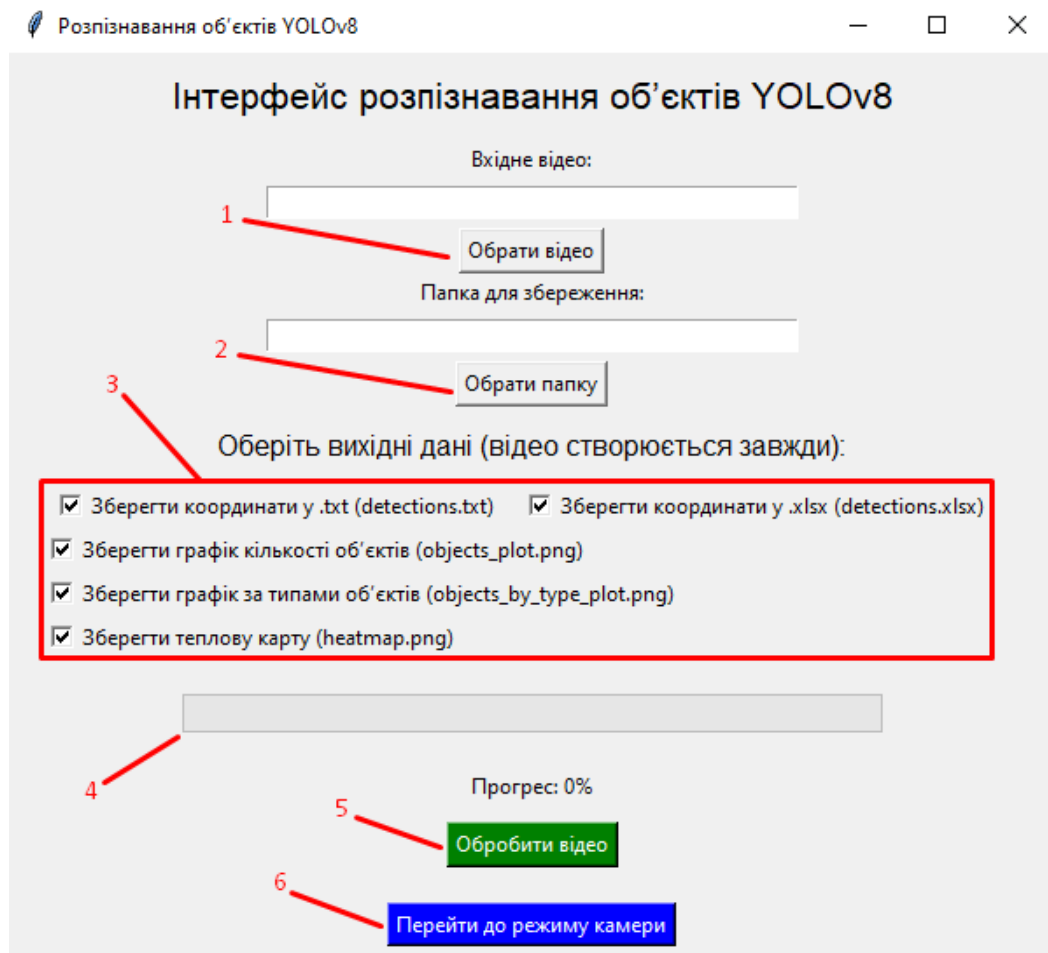 Розпізнавання об’єктів YOLOv8
Інтерфейс розпізнавання об’єктів YOLOv8
Вхідне відео:
1
Обрати відео
Папка для збереження:
2
Обрати папку
3
Оберіть вихідні дані (відео створюється завжди):
Зберегти координати у .txt (detections.txt) Зберегти координати у .xlsx (detections.xlsx)
Зберегти графік кількості об’єктів (objects_plot.png)
Зберегти графік за типами об’єктів (objects_by_type_plot.png)
Зберегти теплову карту (heatmap.png)
4
Прогрес: 0%
5
Обробити відео
6
Перейти до режиму камери